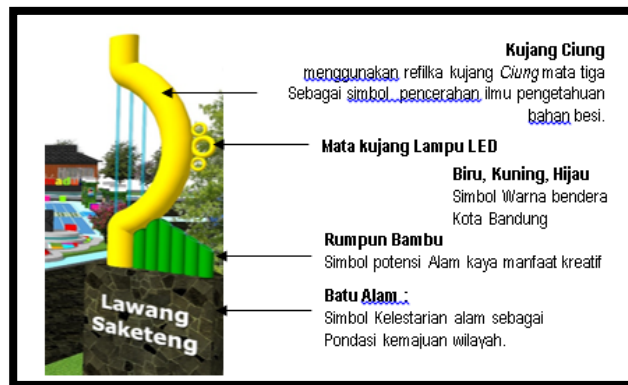 Kujang Ciung
menggunakan refilka kujang Ciung mata tiga
Sebagai simbol pencerahan ilmu pengetahuan
bahan besi.
Mata kujang Lampu LED
Biru, Kuning, Hijau
Simbol Warna bendera
Kota Bandung
Rumpun Bambu
Simbol potensi Alam kaya manfaat kreatif
Batu Alam :
Simbol Kelestarian alam sebagai
Pondasi kemajuan wilayah.
Lawang
Saketeng